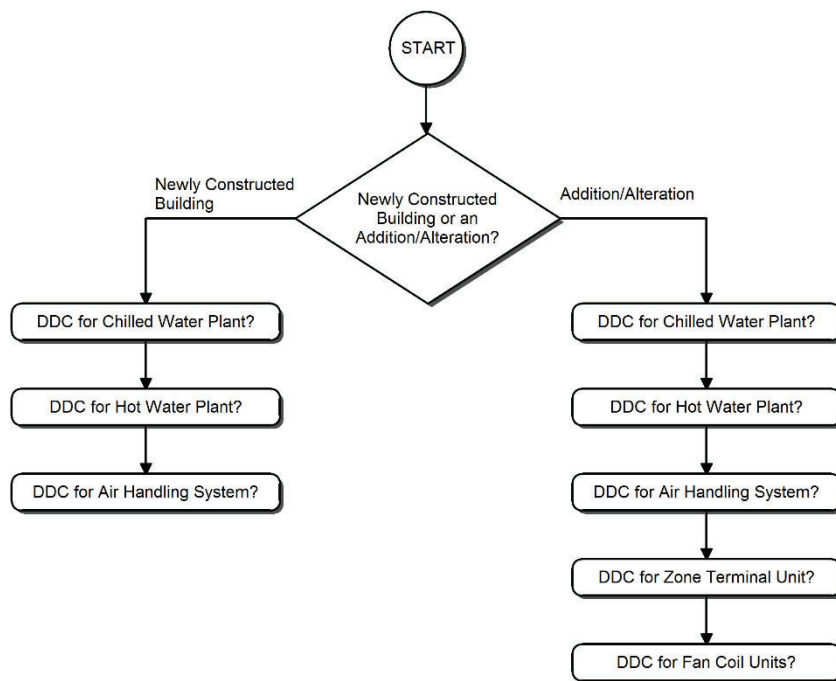 START
Newly Constructed
Building
Newly Constructed
Building or an
Addition/Alteration?
Addition/Alteration
DDC for Chilled Water Plant?
DDC for Hot Water Plant?
DDC for Air Handling System?
DDC for Chilled Water Plant?
DDC for Hot Water Plant?
DDC for Air Handling System?
DDC for Zone Terminal Unit?
DDC for Fan Coil Units?